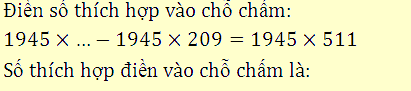 Điền số thích hợp vào chỗ chấm:
1945 × ... − 1945 × 209 = 1945 × 511
Số thích hợp điền vào chỗ chấm là: